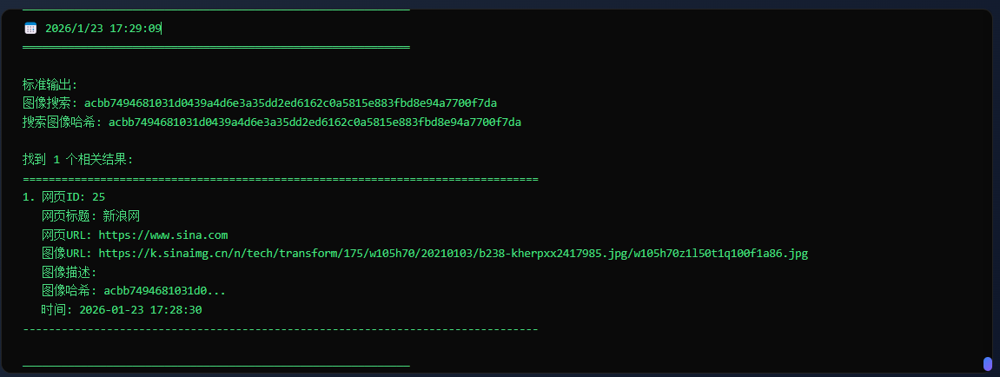 2026/1/23 17:29:09
标准输出:
图像搜索: acbb7494681031d0439a4d6e3a35dd2ed6162c0a5815e883fbd8e94a7700f7da
搜索图像哈希: acbb7494681031d0439a4d6e3a35dd2ed6162c0a5815e883fbd8e94a7700f7da
找到 1 个相关结果:
================================================================================
1. 网页ID: 25
网页标题: 新浪网
网页URL: https://www.sina.com
图像URL: https://k.sinaimg.cn/n/tech/transform/175/w105h70/20210103/b238-kherpxx2417985.jpg/w105h70z1l50t1q100f1a86.jpg
图像描述:
图像哈希: acbb7494681031d0...
时间: 2026-01-23 17:28:30
--------------------------------------------------------------------------------